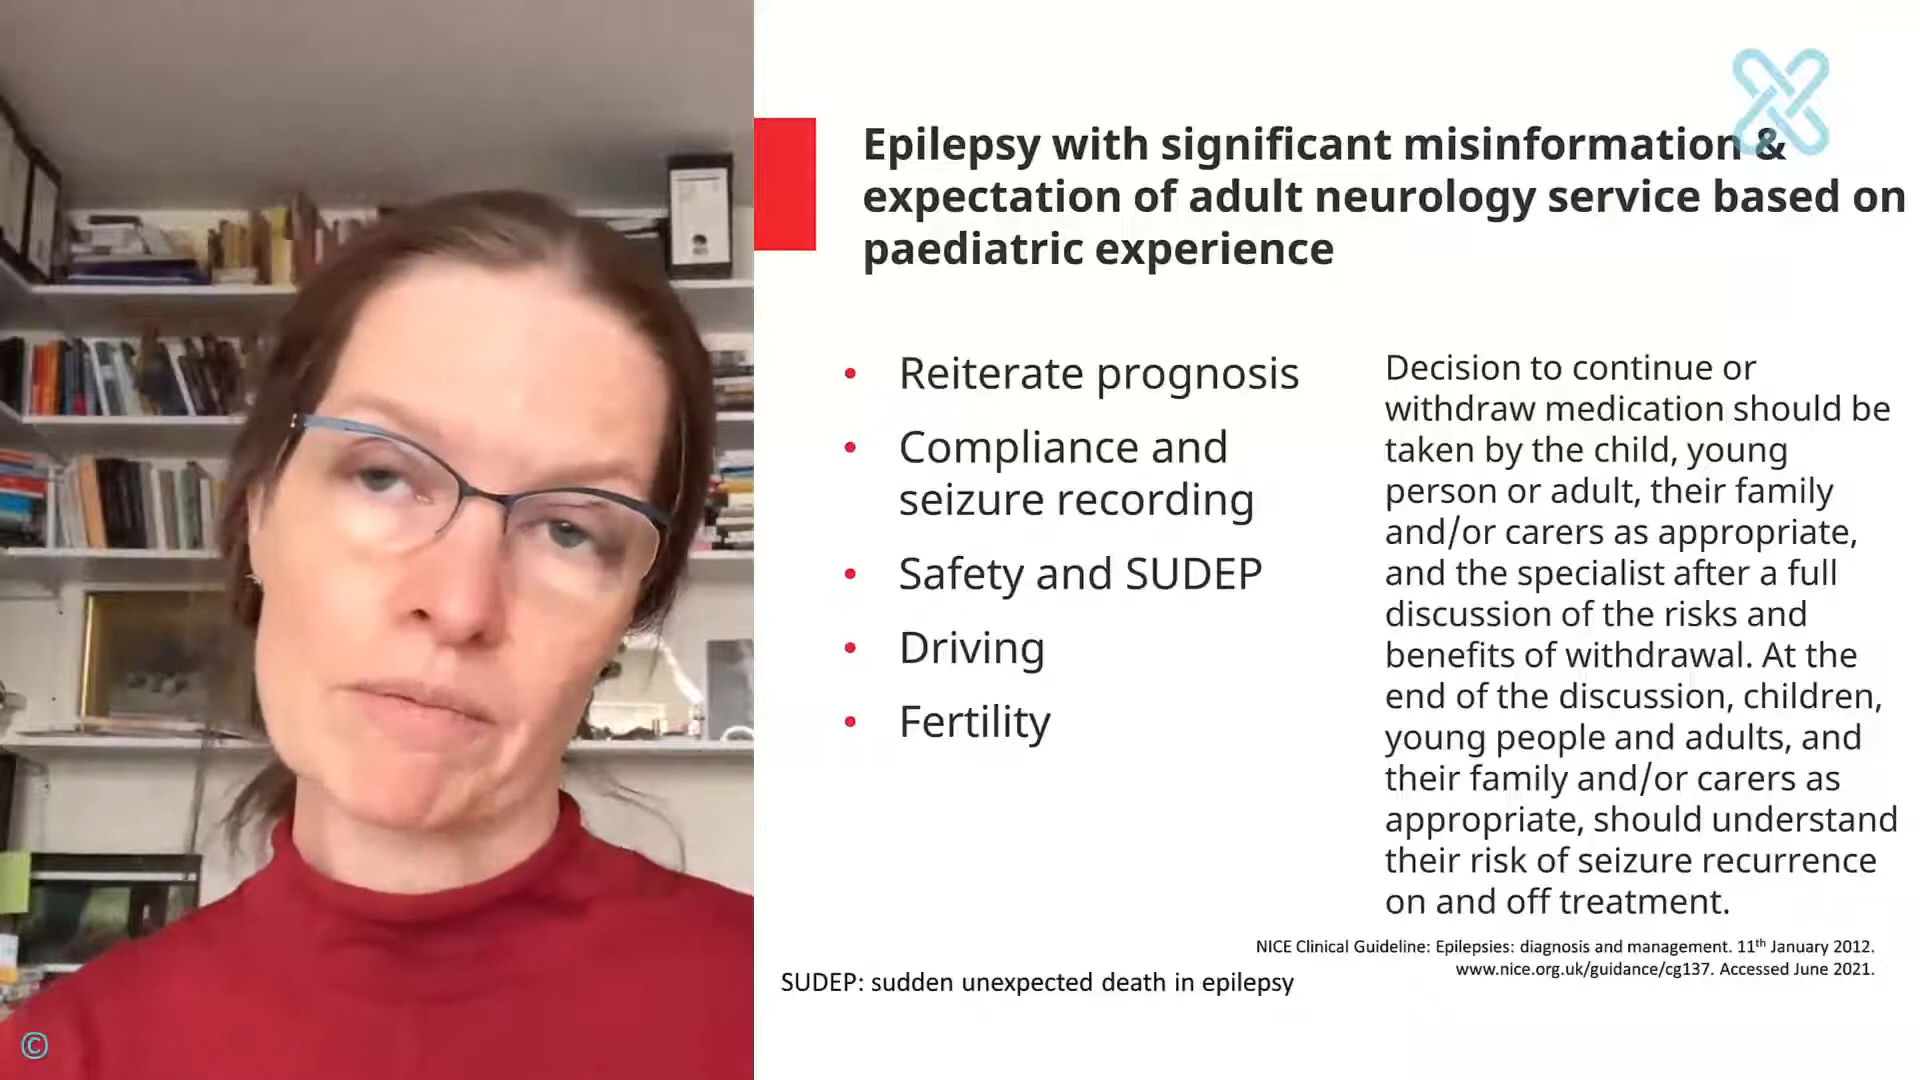 Epilepsy with significant misinformation &
expectation of adult neurology service based on
paediatric experience
• Reiterate prognosis
• Compliance and
seizure recording
• Safety and SUDEP
• Driving
• Fertility
Decision to continue or
withdraw medication should be
taken by the child, young
person or adult, their family
and/or carers as appropriate,
and the specialist after a full
discussion of the risks and
benefits of withdrawal. At the
end of the discussion, children,
young people and adults, and
their family and/or carers as
appropriate, should understand
their risk of seizure recurrence
on and off treatment.
NICE Clinical Guideline: Epilepsies: diagnosis and management. 11th January 2012.
www.nice.org.uk/guidance/cg137. Accessed June 2021.
SUDEP: sudden unexpected death in epilepsy
©